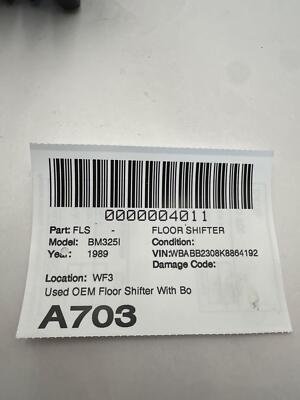 0000004011
Part: FLS - FLOOR SHIFTER
Model: BM325I Condition:
Year: 1989 VIN:WBABB2308K8864192
Damage Code:
Location: WF3
Used OEM Floor Shifter With Bo
A703